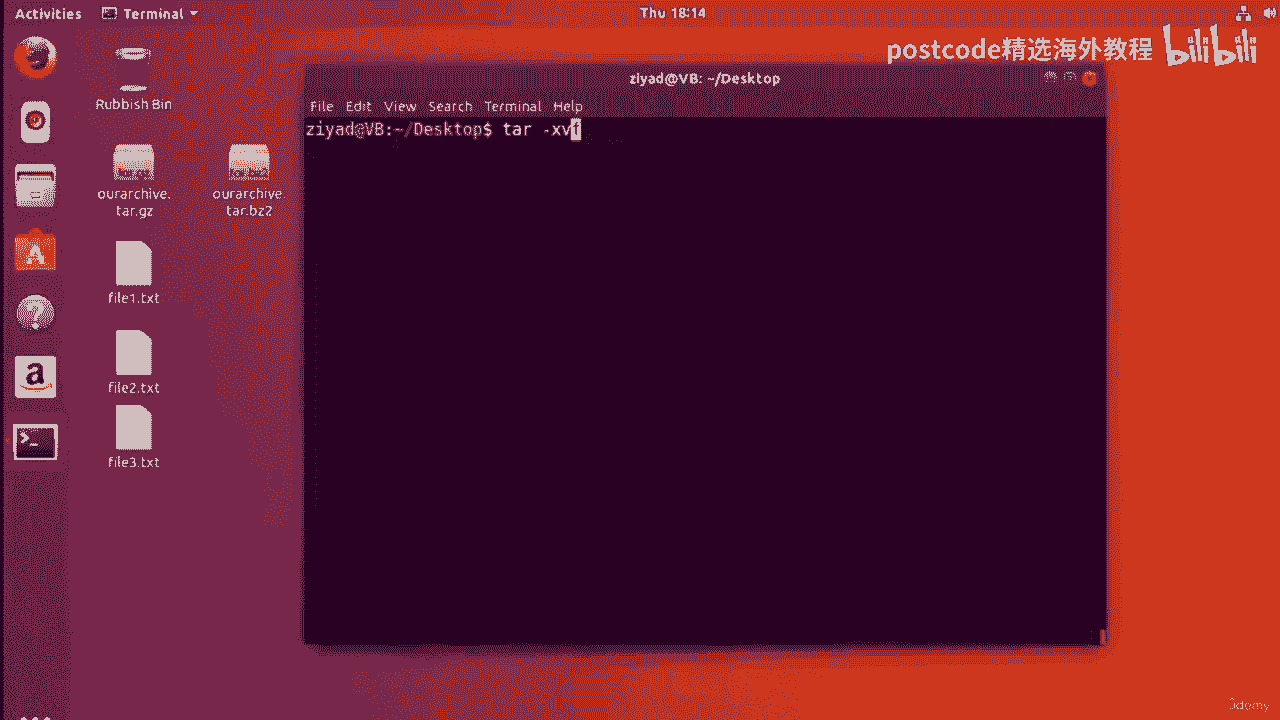 Activities
Terminal
Thu 18:14
postcode精选海外教程 bilibili
Rubbish Bin
ourarchive.
tar.gz
ourarchive.
tar.bz2
file1.txt
file2.txt
file3.txt
ziyad@VB: ~/Desktop
File Edit View Search Terminal Help
ziyad@VB:~/Desktop$ tar -xvf
Udemy